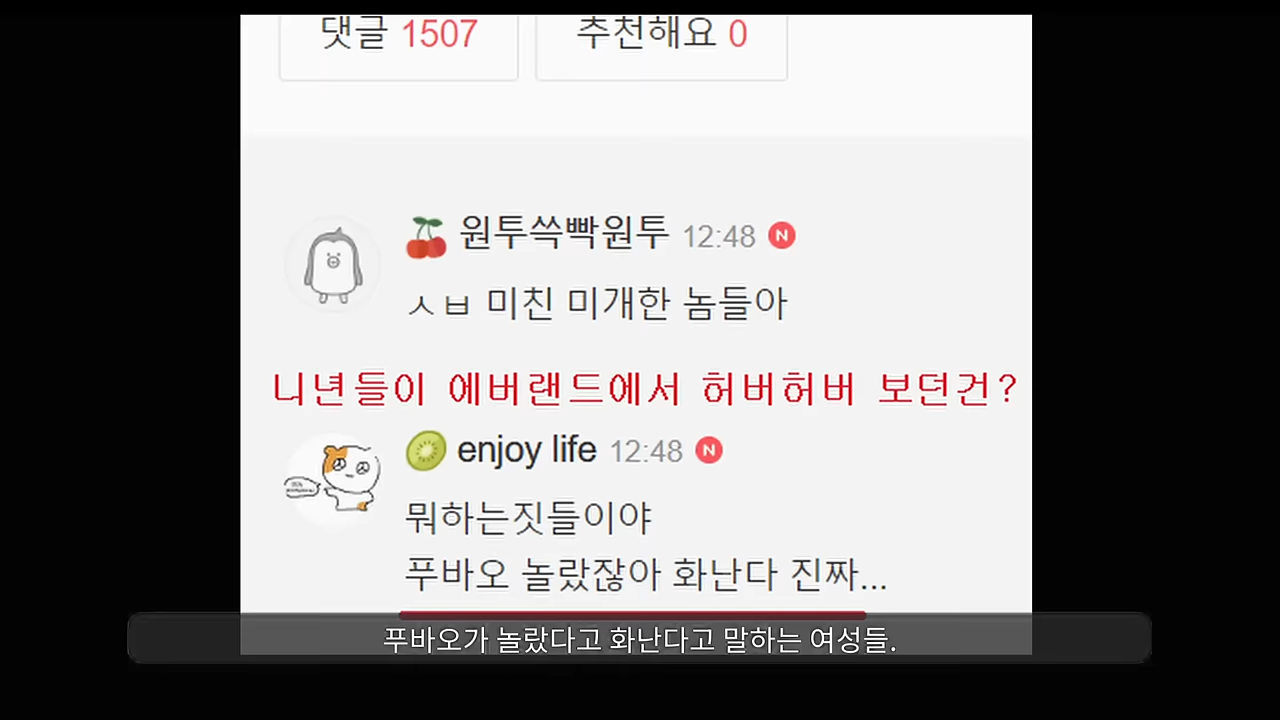 댓글 1507 추천해요 0
원투쓱빡원투 12:48 N
ㅅㅂ 미친 미개한 놈들아
니년들이 에버랜드에서 허버허버 보던건?
enjoy life 12:48 N
뭐하는짓들이야
푸바오 놀랐잖아 화난다 진짜...
푸바오가 놀랐다고 화난다고 말하는 여성들.